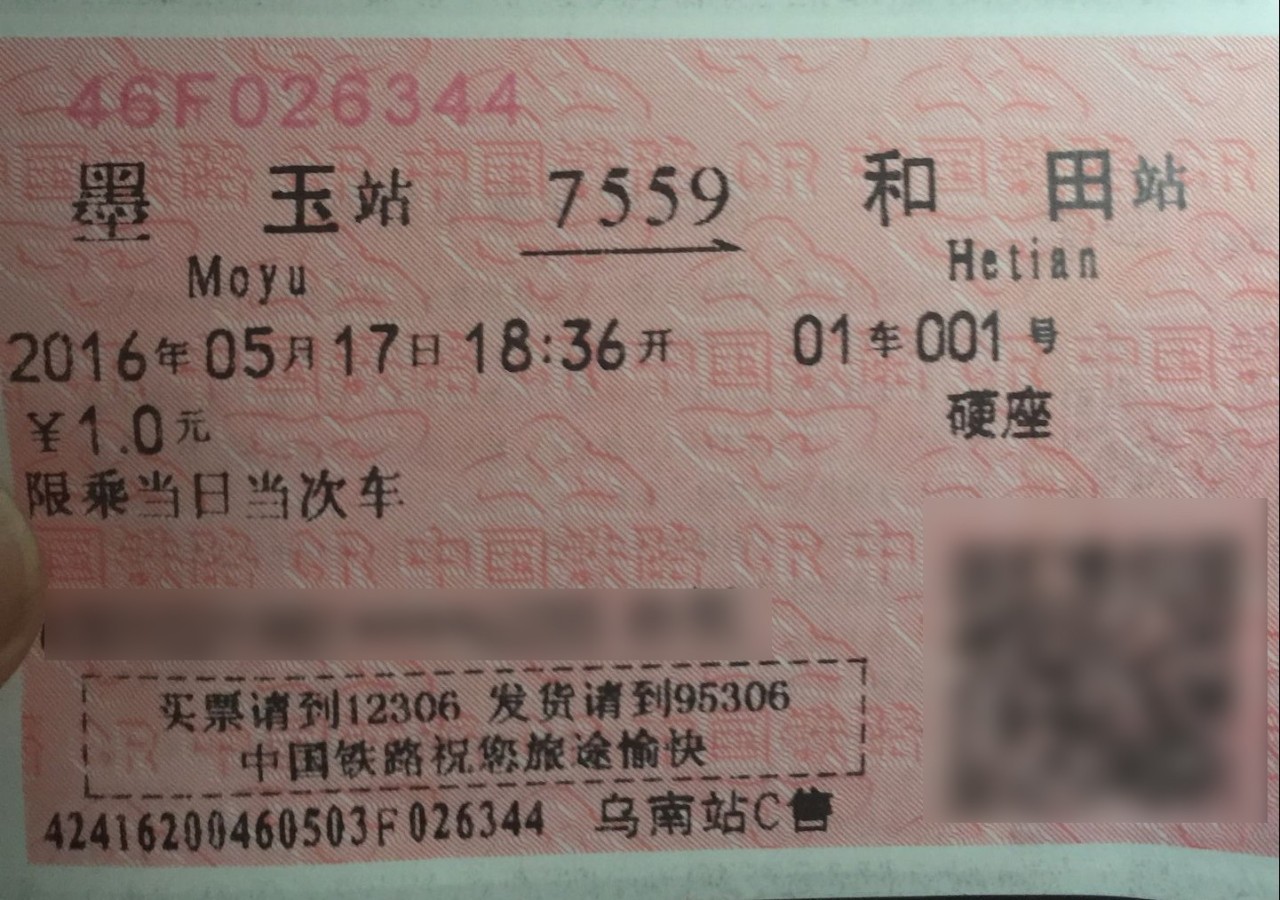 46F026344
墨玉站 7559 和田站
Moyu Hetian
2016年05月17日18:36开 01车001号
¥1.0元 硬座
限乘当日当次车
买票请到12306 发货请到95306
中国铁路祝您旅途愉快
42416200460503F026344 乌南站C售